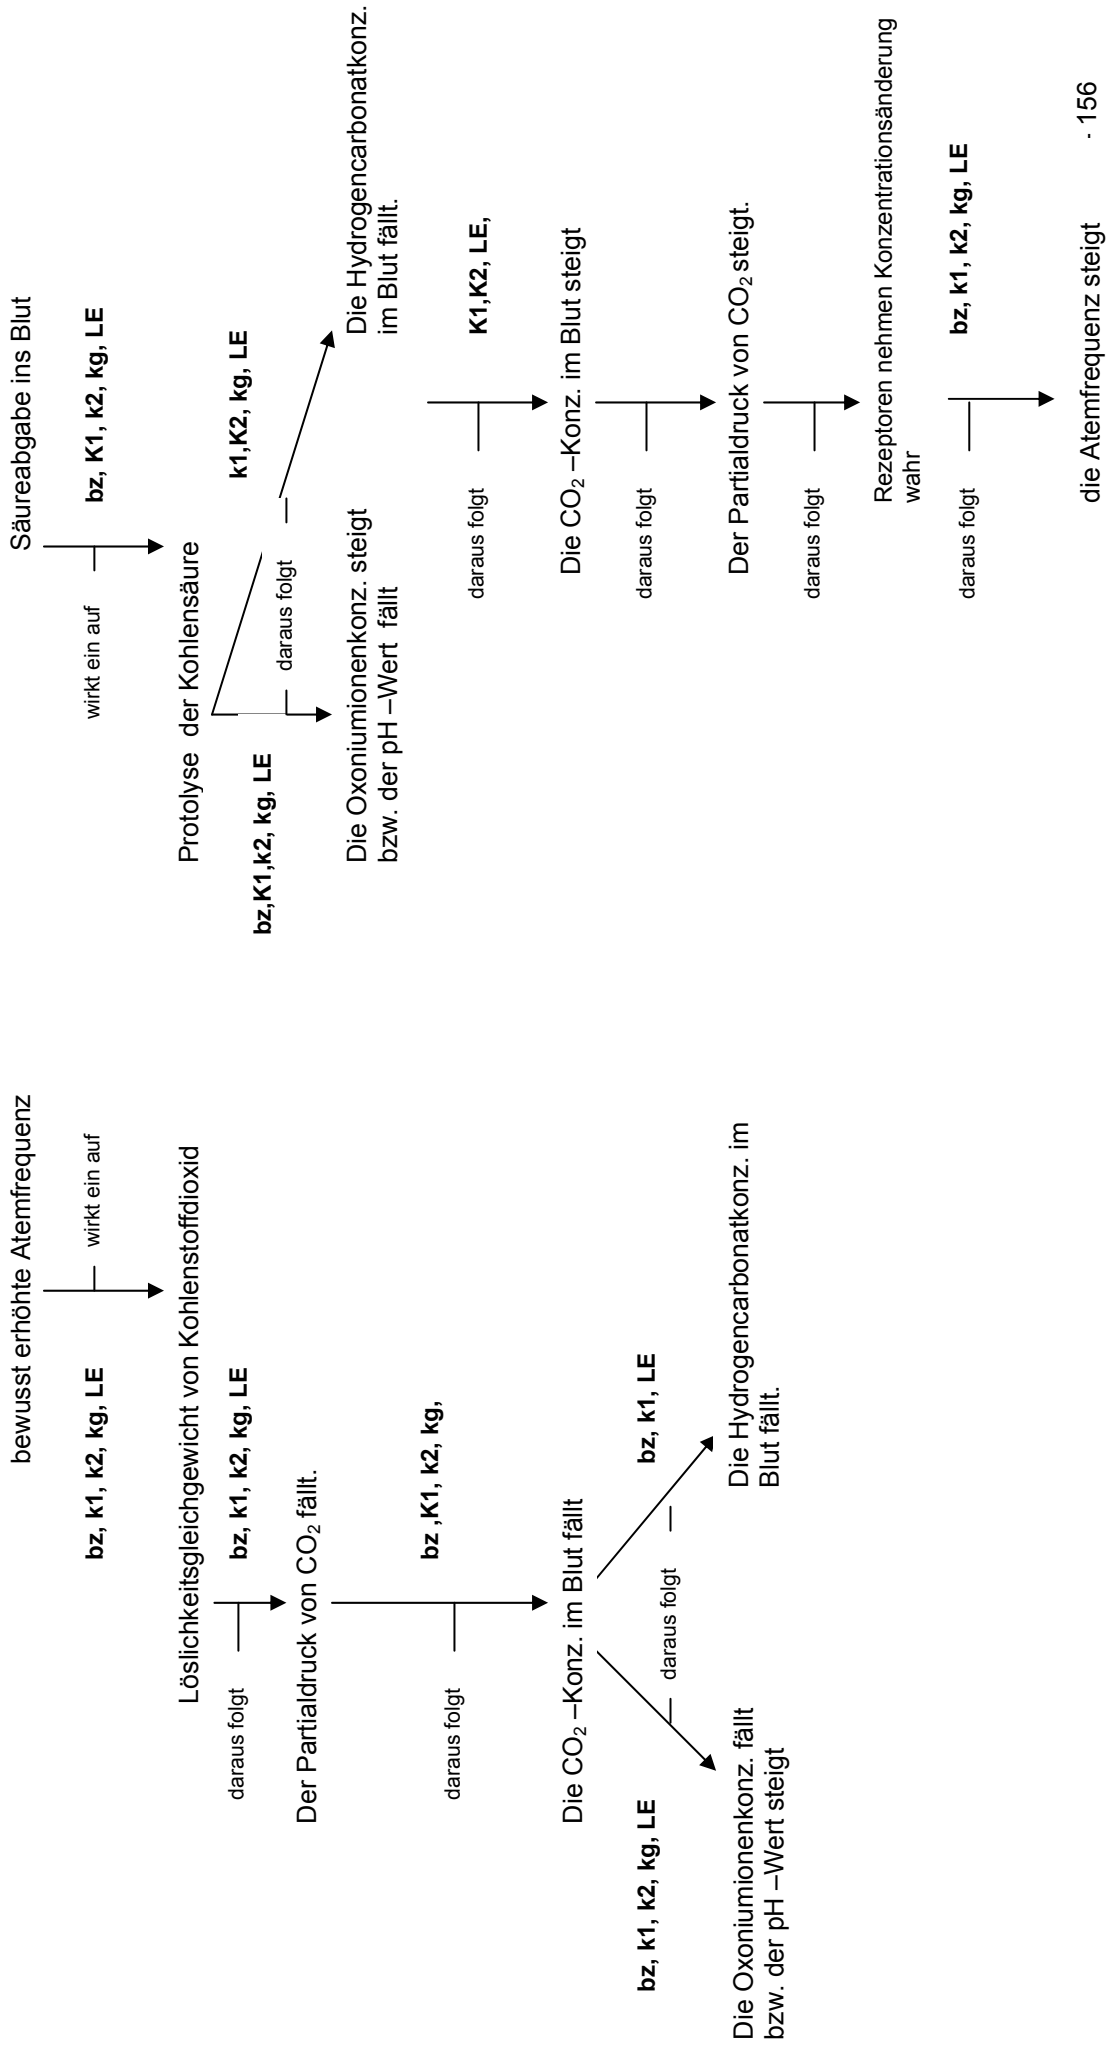 bewusst erhöhte Atemfrequenz
bz, k1, k2, kg, LE
wirkt ein auf
Löslichkeitsgleichgewicht von Kohlenstoffdioxid
daraus folgt
bz, k1, k2, kg, LE
Der Partialdruck von CO₂ fällt.
daraus folgt
bz ,K1, k2, kg,
Die CO₂ –Konz. im Blut fällt
bz, k1, k2, kg, LE
daraus folgt
bz, k1, LE
Die Oxoniumionenkonz. fällt
bzw. der pH –Wert steigt
Die Hydrogencarbonatkonz. im
Blut fällt.
Säureabgabe ins Blut
wirkt ein auf
bz, K1, k2, kg, LE
Protolyse der Kohlensäure
bz,K1,k2, kg, LE
daraus folgt
k1,K2, kg, LE
Die Oxoniumionenkonz. steigt
bzw. der pH –Wert fällt
Die Hydrogencarbonatkonz.
im Blut fällt.
daraus folgt
K1,K2, LE,
Die CO₂ –Konz. im Blut steigt
daraus folgt
Der Partialdruck von CO₂ steigt.
daraus folgt
Rezeptoren nehmen Konzentrationsänderung
wahr
daraus folgt
bz, k1, k2, kg, LE
die Atemfrequenz steigt
- 156